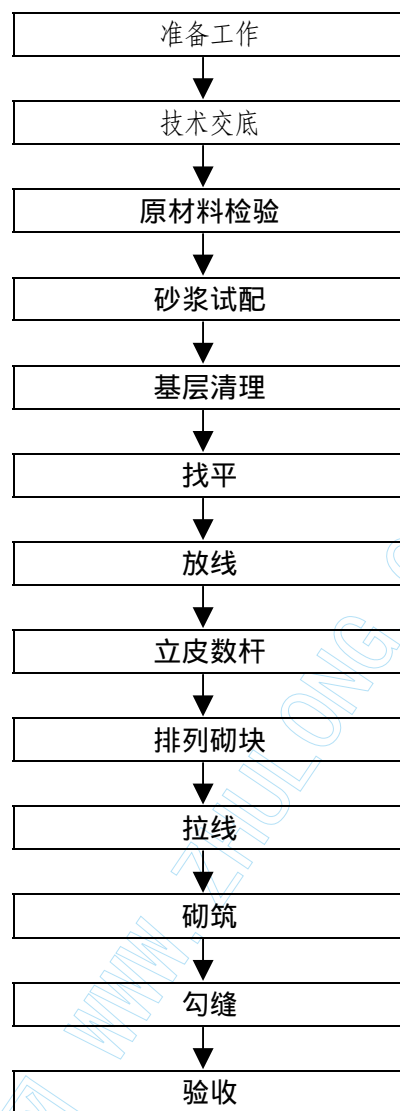 准备工作
技术交底
原材料检验
砂浆试配
基层清理
找平
放线
立皮数杆
排列砌块
拉线
砌筑
勾缝
验收
WWW.ZHULONG.